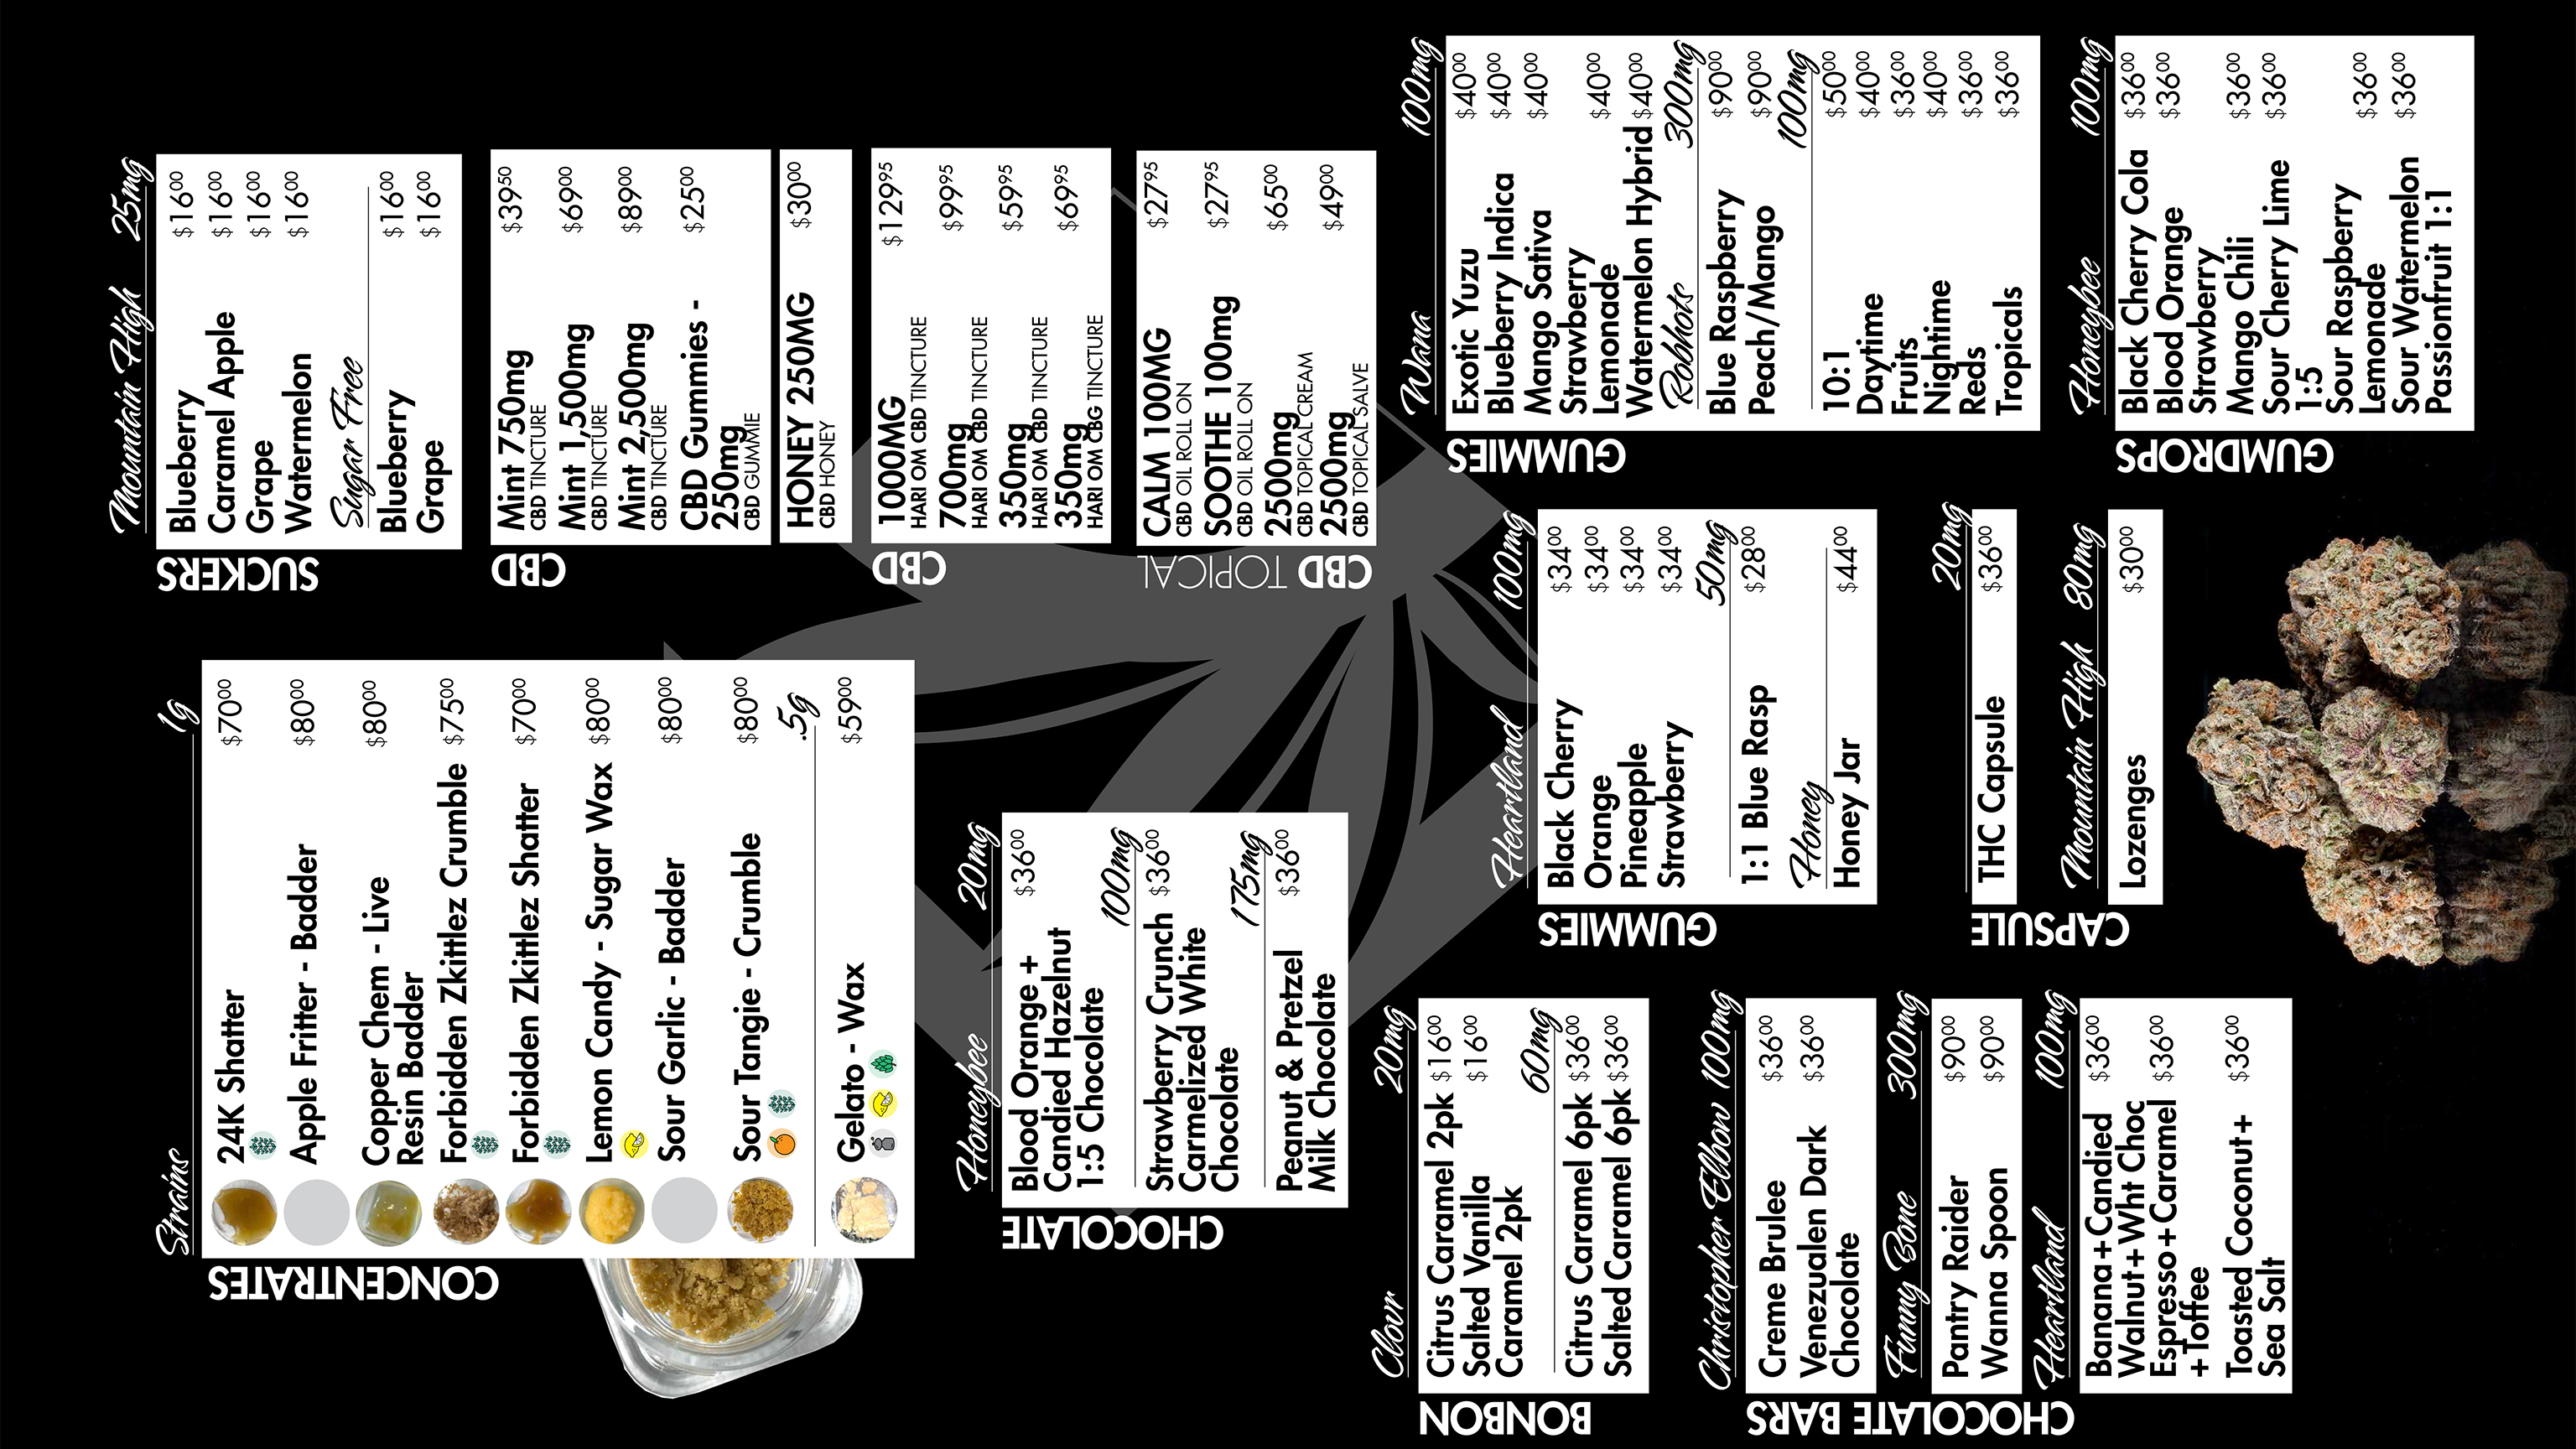 CONCENTRATES
Strains 1g
24K Shatter $70.00
Apple Fritter - Badder $80.00
Copper Chem - Live $80.00
Resin Badder
Forbidden Zkittlez Crumble $75.00
Forbidden Zkittlez Shatter $70.00
Lemon Candy - Sugar Wax $80.00
Sour Garlic - Badder $80.00
Sour Tangie - Crumble $80.00
.5g
Gelato - Wax $59.00
SUCKERS
Mountain High 25mg
Blueberry $16.00
Caramel Apple $16.00
Grape $16.00
Watermelon $16.00
Sugar Free
Blueberry $16.00
Grape $16.00
CBD
Mint 750mg $39.50
CBD TINCTURE
Mint 1,500mg $69.00
CBD TINCTURE
Mint 2,500mg $89.00
CBD TINCTURE
CBD Gummies - $25.00
250mg
CBD GUMMIE
HONEY 250MG $30.00
CBD HONEY
CBD
1000MG $129.95
HARI OM CBD TINCTURE
700mg $99.95
HARI OM CBD TINCTURE
350mg $59.95
HARI OM CBD TINCTURE
350mg $69.95
HARI OM CBG TINCTURE
CBD TOPICAL
CALM 100MG $27.95
CBD OIL ROLL ON
SOOTHE 100mg $27.95
CBD OIL ROLL ON
2500mg $65.00
CBD TOPICAL CREAM
2500mg $49.00
CBD TOPICAL SALVE
CHOCOLATE
Honeybee 20mg
Blood Orange + $36.00
Candied Hazelnut
1:5 Chocolate
100mg
Strawberry Crunch $36.00
Carmelized White
Chocolate
175mg
Peanut & Pretzel $36.00
Milk Chocolate
BONBON
Clour 20mg
Citrus Caramel 2pk $16.00
Salted Vanilla $16.00
Caramel 2pk
60mg
Citrus Caramel 6pk $36.00
Salted Caramel 6pk $36.00
CHOCOLATE BARS
Christopher Elbow 100mg
Creme Brulee $36.00
Venezualen Dark $36.00
Chocolate
Funny Bone 300mg
Pantry Raider $90.00
Wanna Spoon $90.00
Heartland 100mg
Banana+Candied $36.00
Walnut+Wht Choc
Espresso+Caramel $36.00
+Toffee
Toasted Coconut+ $36.00
Sea Salt
GUMMIES
Heartland 100mg
Black Cherry $34.00
Orange $34.00
Pineapple $34.00
Strawberry $34.00
50mg
1:1 Blue Rasp $28.00
Honey
Honey Jar $44.00
CAPSULE
20mg
THC Capsule $36.00
Mountain High 80mg
Lozenges $30.00
GUMMIES
Wana 100mg
Exotic Yuzu $40.00
Blueberry Indica $40.00
Mango Sativa $40.00
Strawberry
Lemonade $40.00
Watermelon Hybrid $40.00
Robhots 300mg
Blue Raspberry $90.00
Peach/Mango $90.00
100mg
10:1 $50.00
Daytime $40.00
Fruits $36.00
Nightime $40.00
Reds $36.00
Tropicals $36.00
GUMDROPS
Honeybee 100mg
Black Cherry Cola $36.00
Blood Orange $36.00
Strawberry
Mango Chili $36.00
Sour Cherry Lime $36.00
1:5
Sour Raspberry
Lemonade $36.00
Sour Watermelon $36.00
Passionfruit 1:1